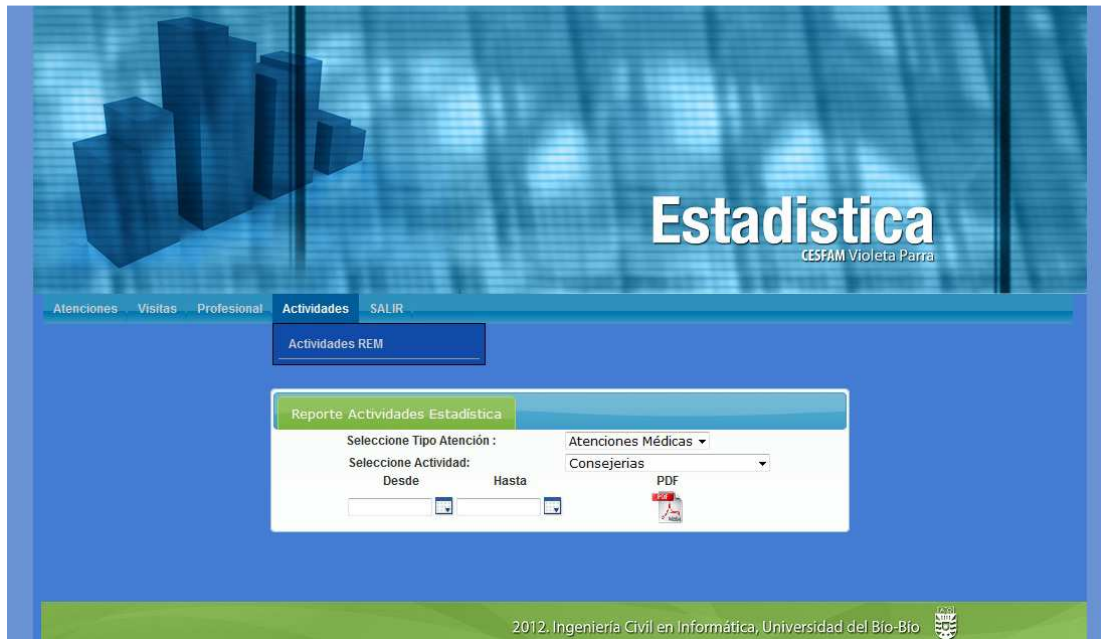 Estadistica
CESFAM Violeta Parra
Atenciones Visitas Profesional Actividades SALIR
Actividades REM
Reporte Actividades Estadística
Seleccione Tipo Atención : Atenciones Médicas
Seleccione Actividad: Consejerias
Desde Hasta PDF
PDF
2012. Ingeniería Civil en Informática, Universidad del Bío-Bío